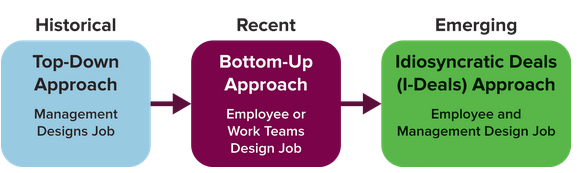 Historical
Top-Down
Approach
Management
Designs Job
Recent
Bottom-Up
Approach
Employee or
Work Teams
Design Job
Emerging
Idiosyncratic Deals
(I-Deals) Approach
Employee and
Management Design Job